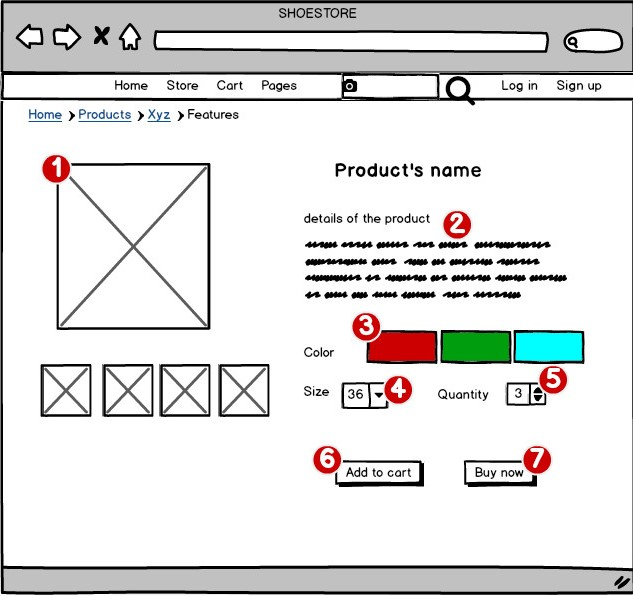 SHOESTORE
Home Store Cart Pages Log in Sign up
Home Products Xyz Features
1
Product's name
details of the product 2
3
Color
Size 36 4 Quantity 3 5
6 7
Add to cart Buy now